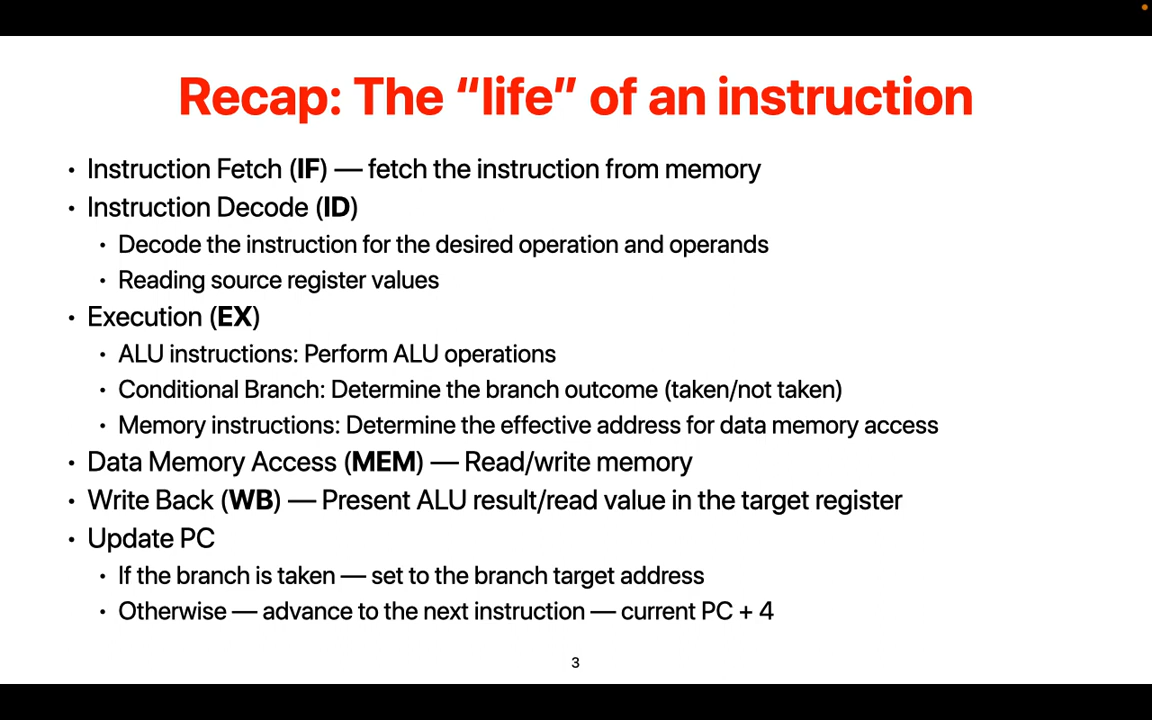 Recap: The “life” of an instruction
• Instruction Fetch (IF) — fetch the instruction from memory
• Instruction Decode (ID)
• Decode the instruction for the desired operation and operands
• Reading source register values
• Execution (EX)
• ALU instructions: Perform ALU operations
• Conditional Branch: Determine the branch outcome (taken/not taken)
• Memory instructions: Determine the effective address for data memory access
• Data Memory Access (MEM) — Read/write memory
• Write Back (WB) — Present ALU result/read value in the target register
• Update PC
• If the branch is taken — set to the branch target address
• Otherwise — advance to the next instruction — current PC + 4
3